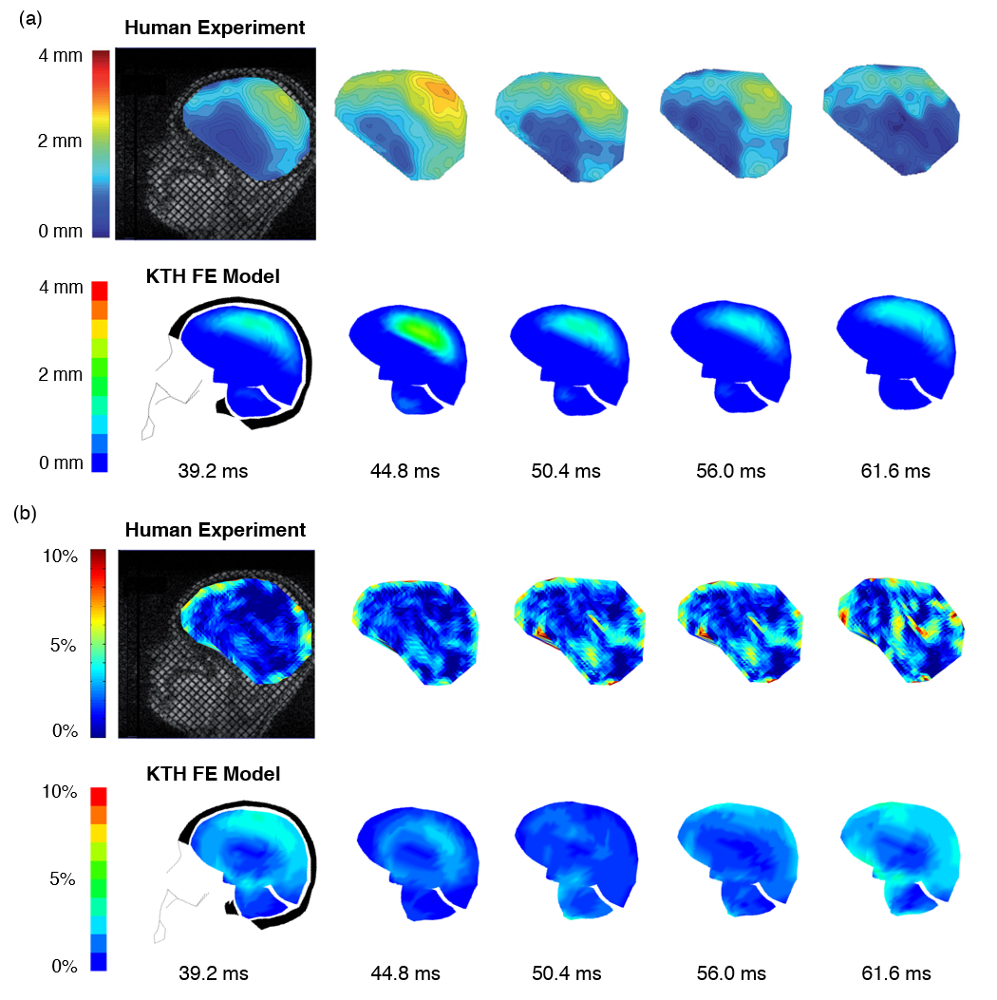 (a)
Human Experiment
4 mm
2 mm
0 mm
KTH FE Model
4 mm
2 mm
0 mm
39.2 ms 44.8 ms 50.4 ms 56.0 ms 61.6 ms
(b)
Human Experiment
10%
5%
0%
KTH FE Model
10%
5%
0%
39.2 ms 44.8 ms 50.4 ms 56.0 ms 61.6 ms